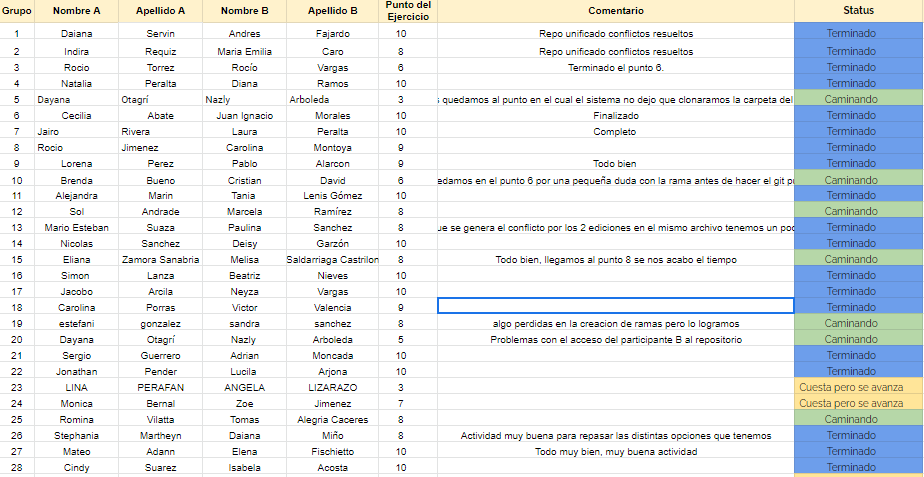 Grupo Nombre A Apellido A Nombre B Apellido B Punto del Ejercicio Comentario Status
1 Daiana Servin Andres Fajardo 10 Repo unificado conflictos resueltos Terminado
2 Indira Requiz Maria Emilia Caro 8 Repo unificado conflictos resueltos Terminado
3 Rocio Torrez Rocío Vargas 6 Terminado el punto 6. Terminado
4 Natalia Peralta Diana Ramos 10 Terminado
5 Dayana Otagrí Nazly Arboleda 3 s quedamos al punto en el cual el sistema no dejo que clonaramos la carpeta del Caminando
6 Cecilia Abate Juan Ignacio Morales 10 Finalizado Terminado
7 Jairo Rivera Laura Peralta 10 Completo Terminado
8 Rocio Jimenez Carolina Montoya 9 Terminado
9 Lorena Perez Pablo Alarcon 9 Todo bien Terminado
10 Brenda Bueno Cristian David 6 edamos en el punto 6 por una pequeña duda con la rama antes de hacer el git Caminando
11 Alejandra Marin Tania Lenis Gómez 10 Terminado
12 Sol Andrade Marcela Ramírez 8 Caminando
13 Mario Esteban Suaza Paulina Sanchez 8 ue se genera el conflicto por los 2 ediciones en el mismo archivo tenemos un poc Terminado
14 Nicolas Sanchez Deisy Garzón 10 Terminado
15 Eliana Zamora Sanabria Melisa Saldarriaga Castrilon 8 Todo bien, llegamos al punto 8 se nos acabo el tiempo Caminando
16 Simon Lanza Beatriz Nieves 10 Terminado
17 Jacobo Arcila Neyza Vargas 10 Terminado
18 Carolina Porras Victor Valencia 9 Terminado
19 estefani gonzalez sandra sanchez 8 algo perdidas en la creacion de ramas pero lo logramos Caminando
20 Dayana Otagrí Nazly Arboleda 5 Problemas con el acceso del participante B al repositorio Caminando
21 Sergio Guerrero Adrian Moncada 10 Terminado
22 Jonathan Pender Lucila Arjona 10 Terminado
23 LINA PERAFAN ANGELA LIZARAZO 3 Cuesta pero se avanza
24 Monica Bernal Zoe Jimenez 7 Cuesta pero se avanza
25 Romina Vilatta Tomas Alegria Caceres 8 Caminando
26 Stephania Martheyn Daiana Miño 8 Actividad muy buena para repasar las distintas opciones que tenemos Terminado
27 Mateo Adann Elena Fischietto 10 Todo muy bien, muy buena actividad Terminado
28 Cindy Suarez Isabela Acosta 10 Terminado